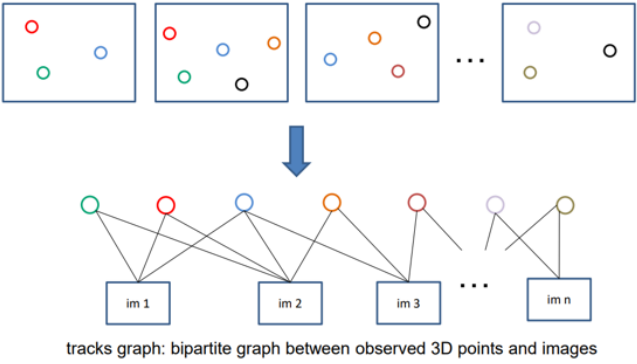 ...
im 1
im 2
im 3
...
im n
tracks graph: bipartite graph between observed 3D points and images